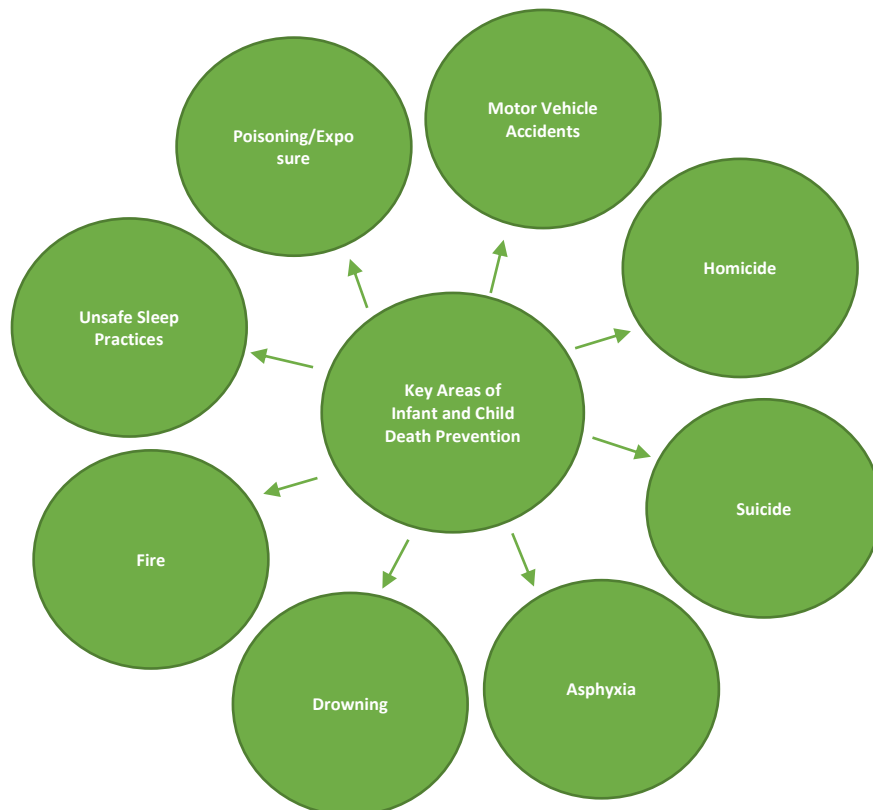 Motor Vehicle
Accidents
Poisoning/Expo
sure
Homicide
Unsafe Sleep
Practices
Key Areas of
Infant and Child
Death Prevention
Suicide
Fire
Asphyxia
Drowning